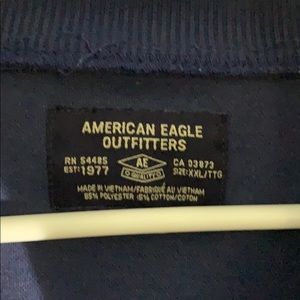 AMERICAN EAGLE
OUTFITTERS
RN 54485 AE CA 03873
EST: 1977 QUALITY SIZE: XXL/TTG
MADE IN VIETNAM/FABRIQUÉ AU VIETNAM
85% POLYESTER 15% COTTON/COTON